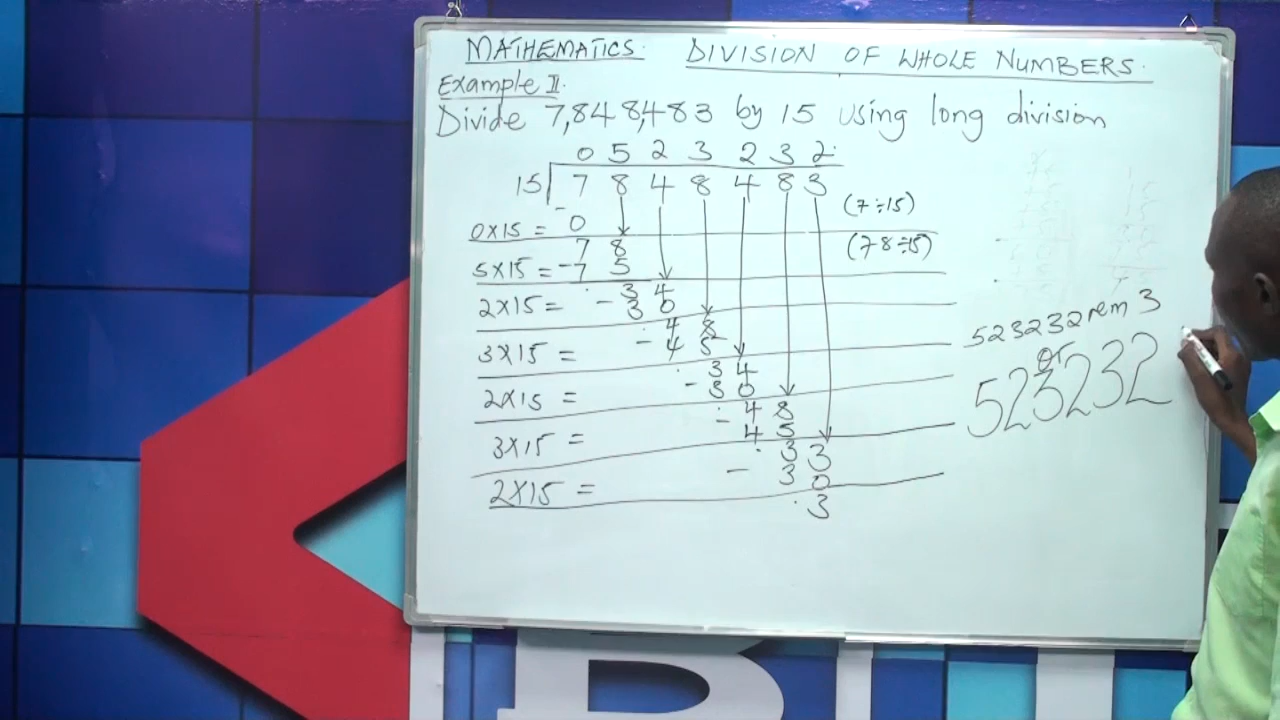 MATHEMATICS. DIVISION OF WHOLE NUMBERS.
Example II.
Divide 7,848,483 by 15 using long division
0 5 2 3 2 3 2
15 7 8 4 8 4 8 3
(7÷15)
0x15 = - 0
7 8 (78÷15)
5x15 = - 7 5
3 4
2x15 = - 3 0
4 8
3x15 = - 4 5
3 4
2x15 = - 3 0
4 8
3x15 = - 4 5
3 3
2x15 = - 3 0
3
523232 rem 3
or
523232